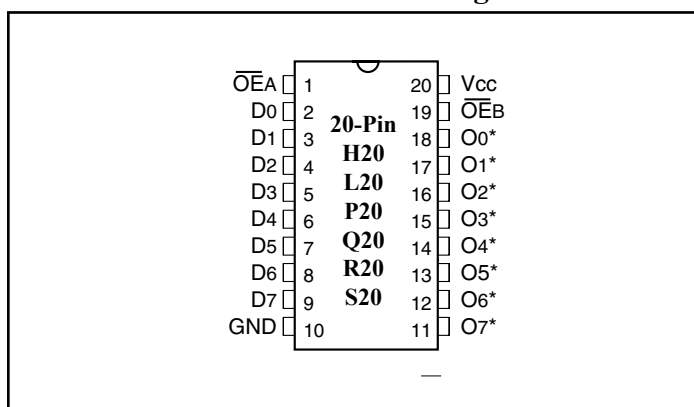 O̅E̅A 1 20 Vcc
D0 2 19 O̅E̅B
20-Pin
D1 3 18 O0*
H20
D2 4 17 O1*
L20
D3 5 16 O2*
P20
D4 6 15 O3*
Q20
D5 7 14 O4*
R20
D6 8 13 O5*
S20
D7 9 12 O6*
GND 10 11 O7*